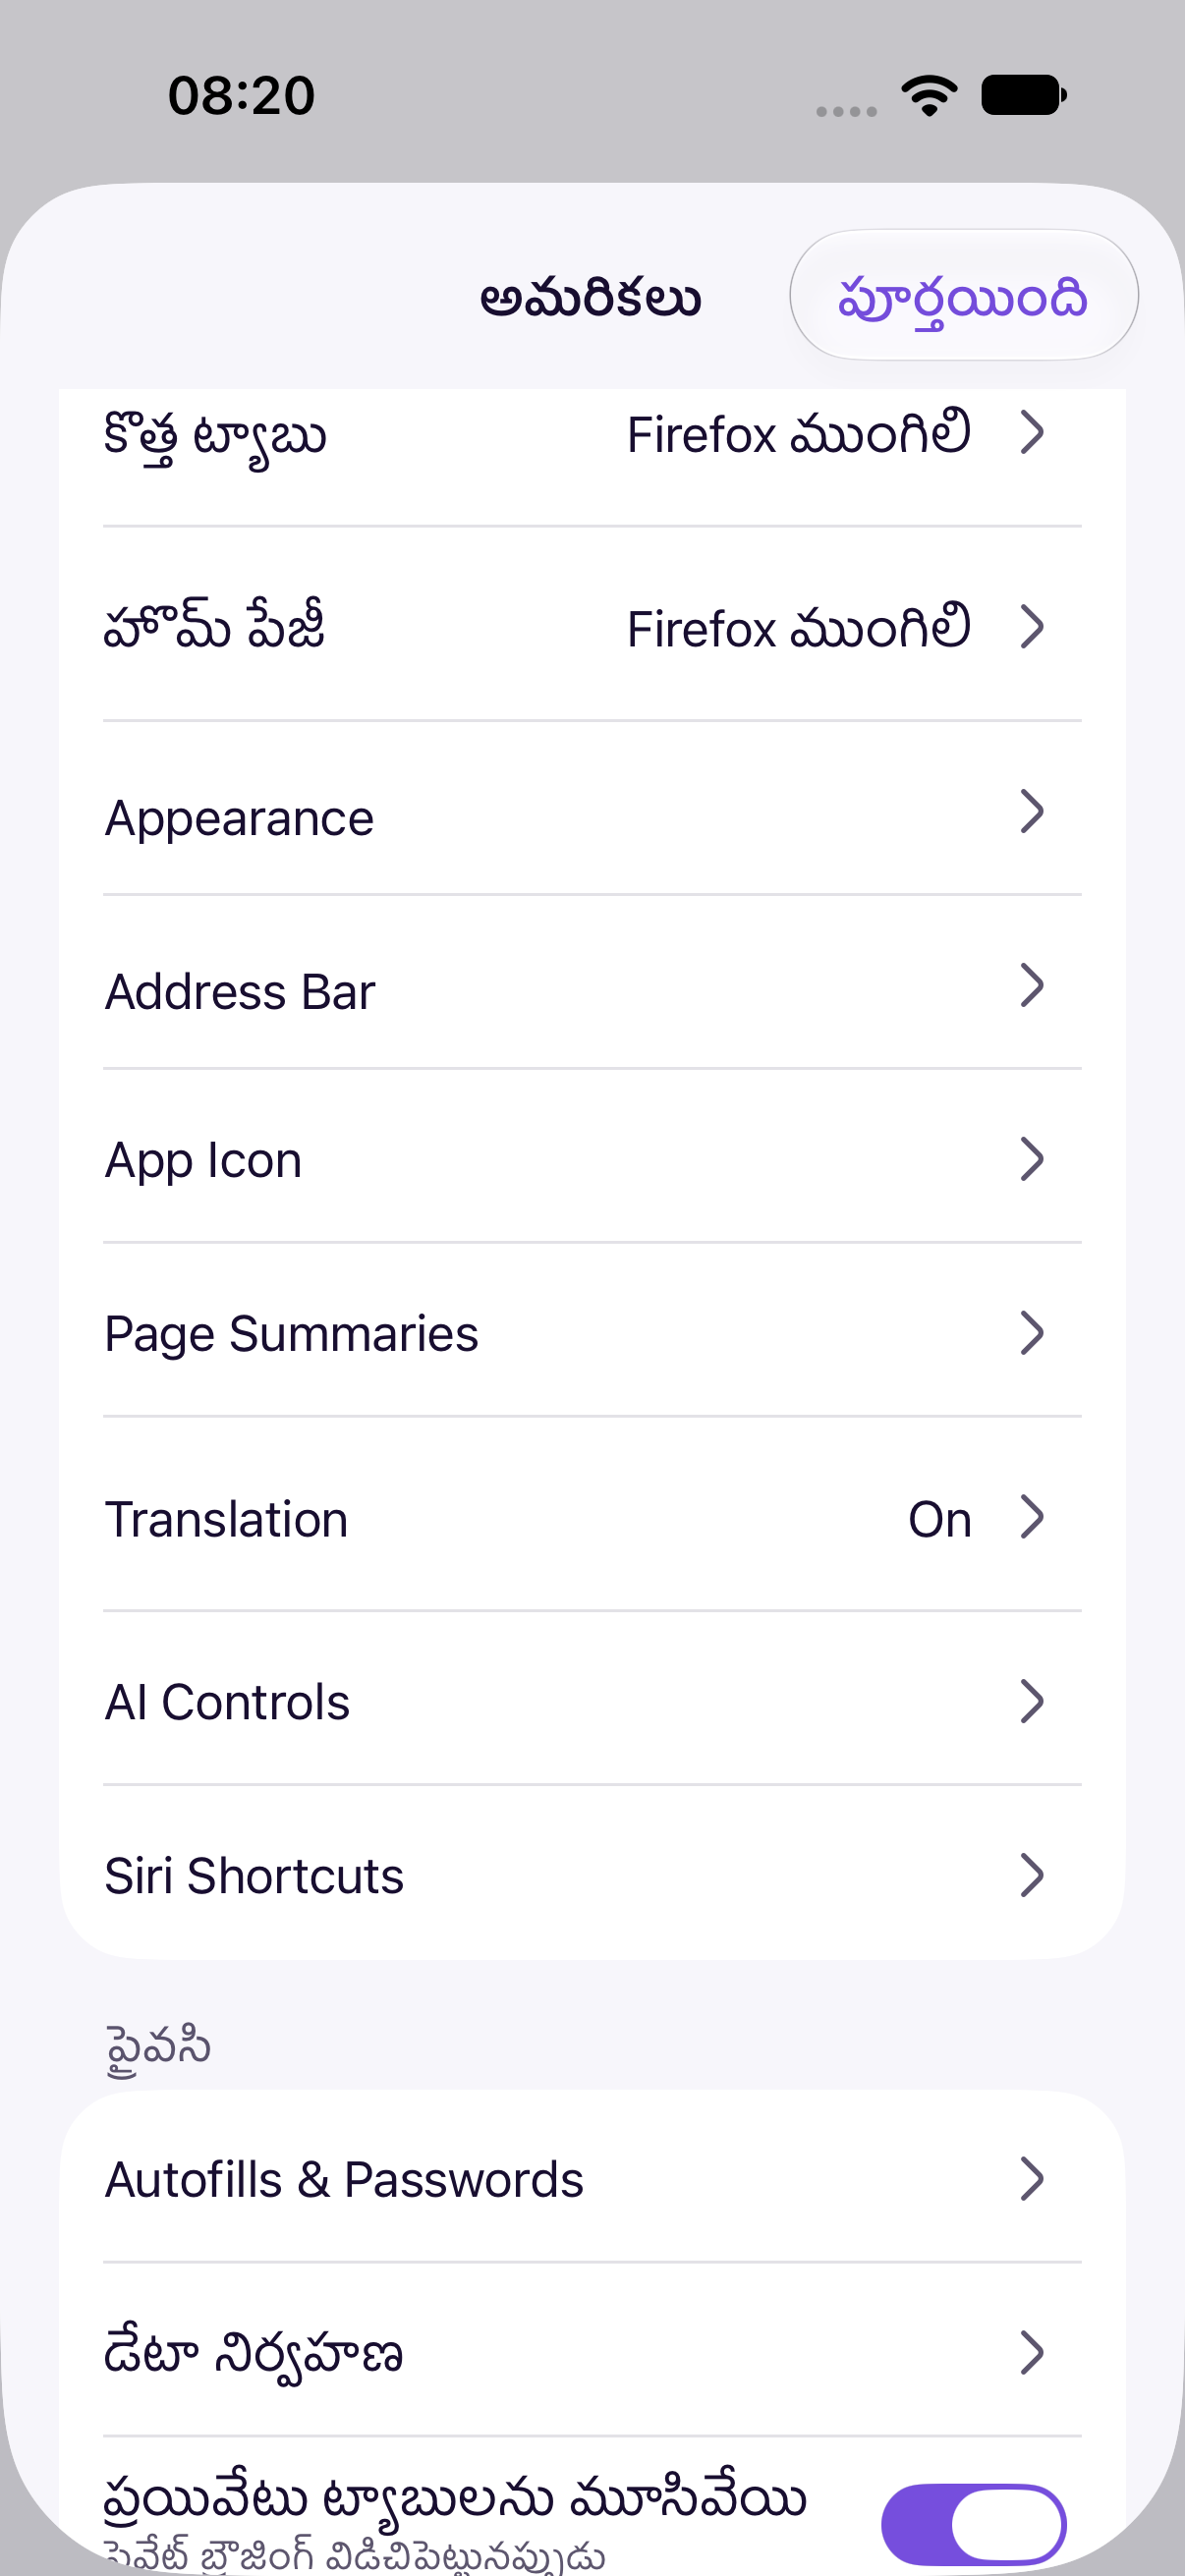 08:20
అమరికలు
పూర్తయింది
కొత్త ట్యాబు
Firefox ముంగిలి
హొమ్ పేజీ
Firefox ముంగిలి
Appearance
Address Bar
App Icon
Page Summaries
Translation
On
AI Controls
Siri Shortcuts
ప్రైవసి
Autofills & Passwords
డేటా నిర్వహణ
ప్రయివేటు ట్యాబులను మూసివేయి
ప్రైవేట్ బ్రౌజింగ్ విడిచిపెట్టునప్పుడు